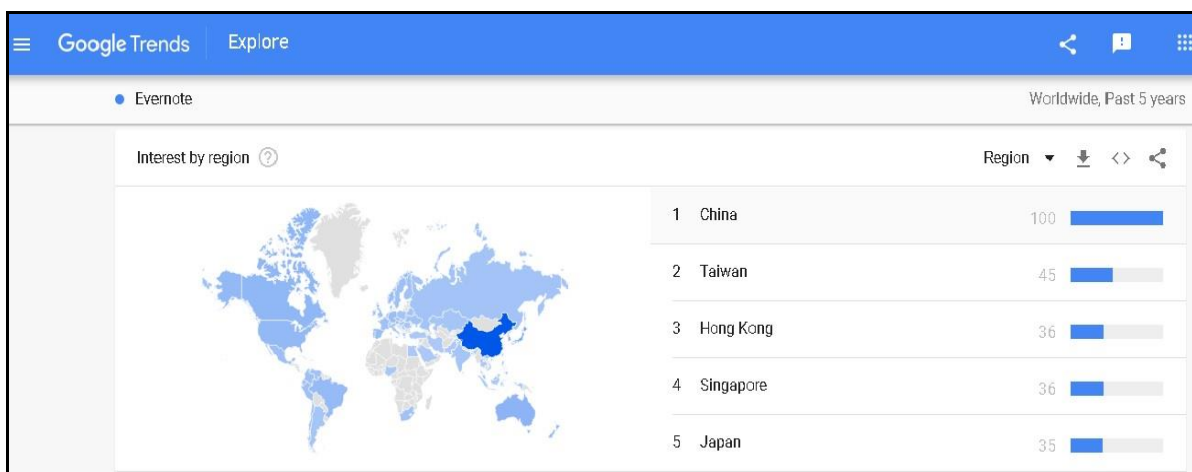 Google Trends Explore
Evernote Worldwide, Past 5 years
Interest by region ? Region
1 China 100
2 Taiwan 45
3 Hong Kong 36
4 Singapore 36
5 Japan 35